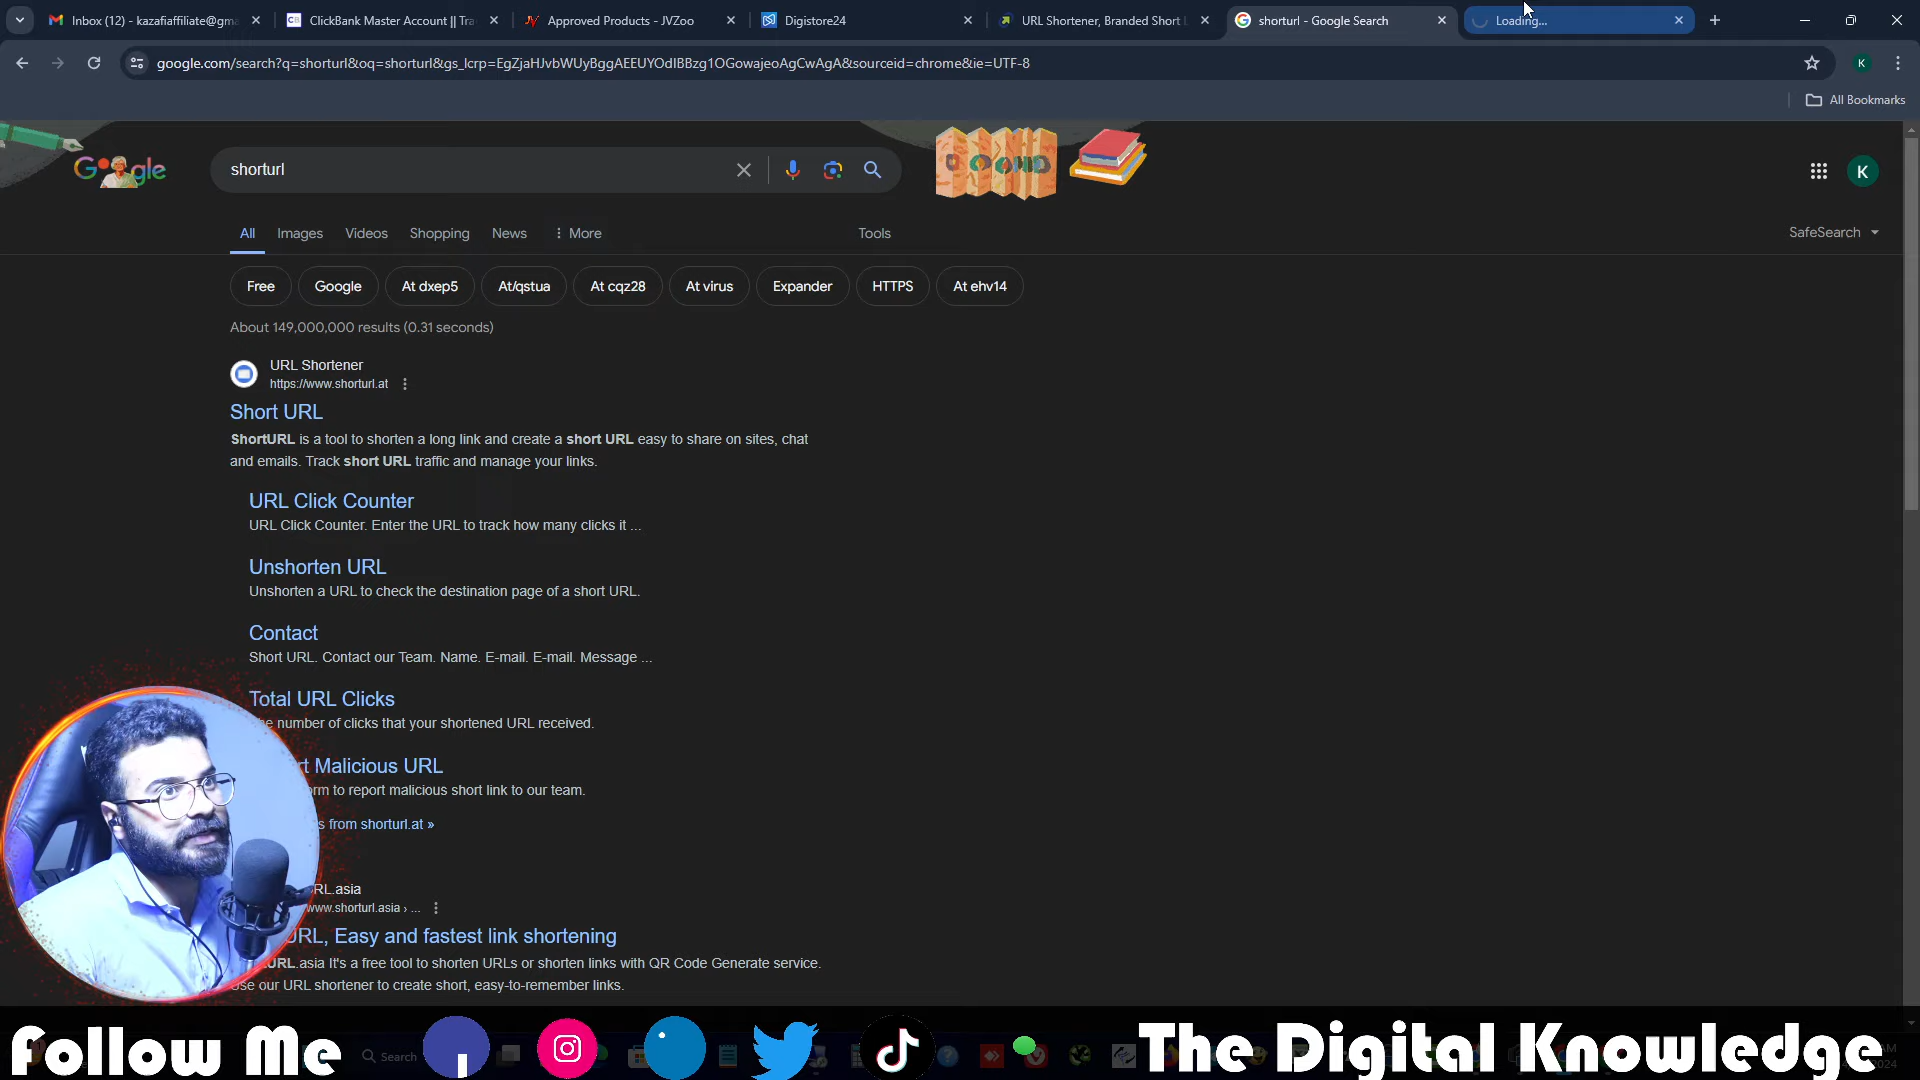 Inbox (12) - kazafiaffiliate@gma
ClickBank Master Account || Tra
Approved Products - JVZoo
Digistore24
URL Shortener, Branded Short
shorturl - Google Search
Loading...
google.com/search?q=shorturl&oq=shorturl&gs_lcrp=EgZjaHJvbWUyBggAEEUYOdIBBzg1OGowajeoAgCwAgA&sourceid=chrome&ie=UTF-8
K
All Bookmarks
shorturl
K
All
Images
Videos
Shopping
News
More
Tools
SafeSearch
Free
Google
At dxep5
At/qstua
At cqz28
At virus
Expander
HTTPS
At ehv14
About 149,000,000 results (0.31 seconds)
URL Shortener
https://www.shorturl.at
Short URL
ShortURL is a tool to shorten a long link and create a short URL easy to share on sites, chat
and emails. Track short URL traffic and manage your links.
URL Click Counter
URL Click Counter. Enter the URL to track how many clicks it ...
Unshorten URL
Unshorten a URL to check the destination page of a short URL.
Contact
Short URL. Contact our Team. Name. E-mail. E-mail. Message ...
Total URL Clicks
number of clicks that your shortened URL received.
Malicious URL
to report malicious short link to our team.
from shorturl.at »
RL.asia
www.shorturl.asia › ...
URL, Easy and fastest link shortening
URL.asia It's a free tool to shorten URLs or shorten links with QR Code Generate service.
Use our URL shortener to create short, easy-to-remember links.
Follow Me
Search
The Digital Knowledge